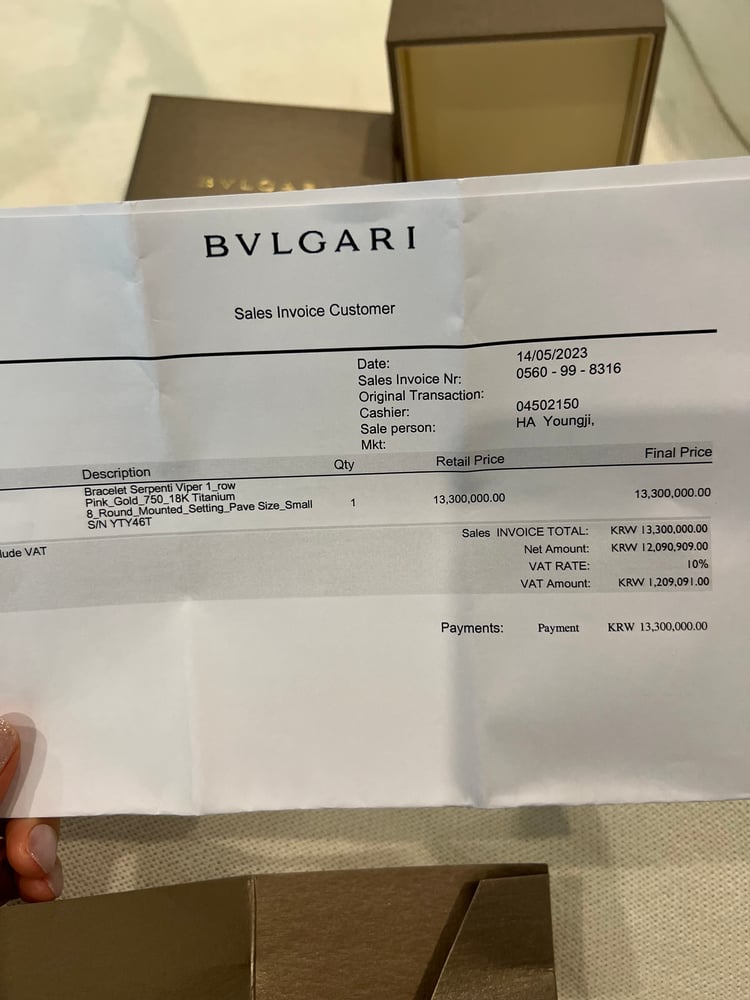 BVLGARI
BVLGARI
Sales Invoice Customer
Date: 14/05/2023
Sales Invoice Nr: 0560 - 99 - 8316
Original Transaction:
Cashier: 04502150
Sale person: HA Youngji,
Mkt:
Description Qty Retail Price Final Price
Bracelet Serpenti Viper 1_row
Pink_Gold_750_18K Titanium
8_Round_Mounted_Setting_Pave Size_Small 1 13,300,000.00 13,300,000.00
S/N YTY46T
Sales INVOICE TOTAL: KRW 13,300,000.00
lude VAT Net Amount: KRW 12,090,909.00
VAT RATE: 10%
VAT Amount: KRW 1,209,091.00
Payments: Payment KRW 13,300,000.00